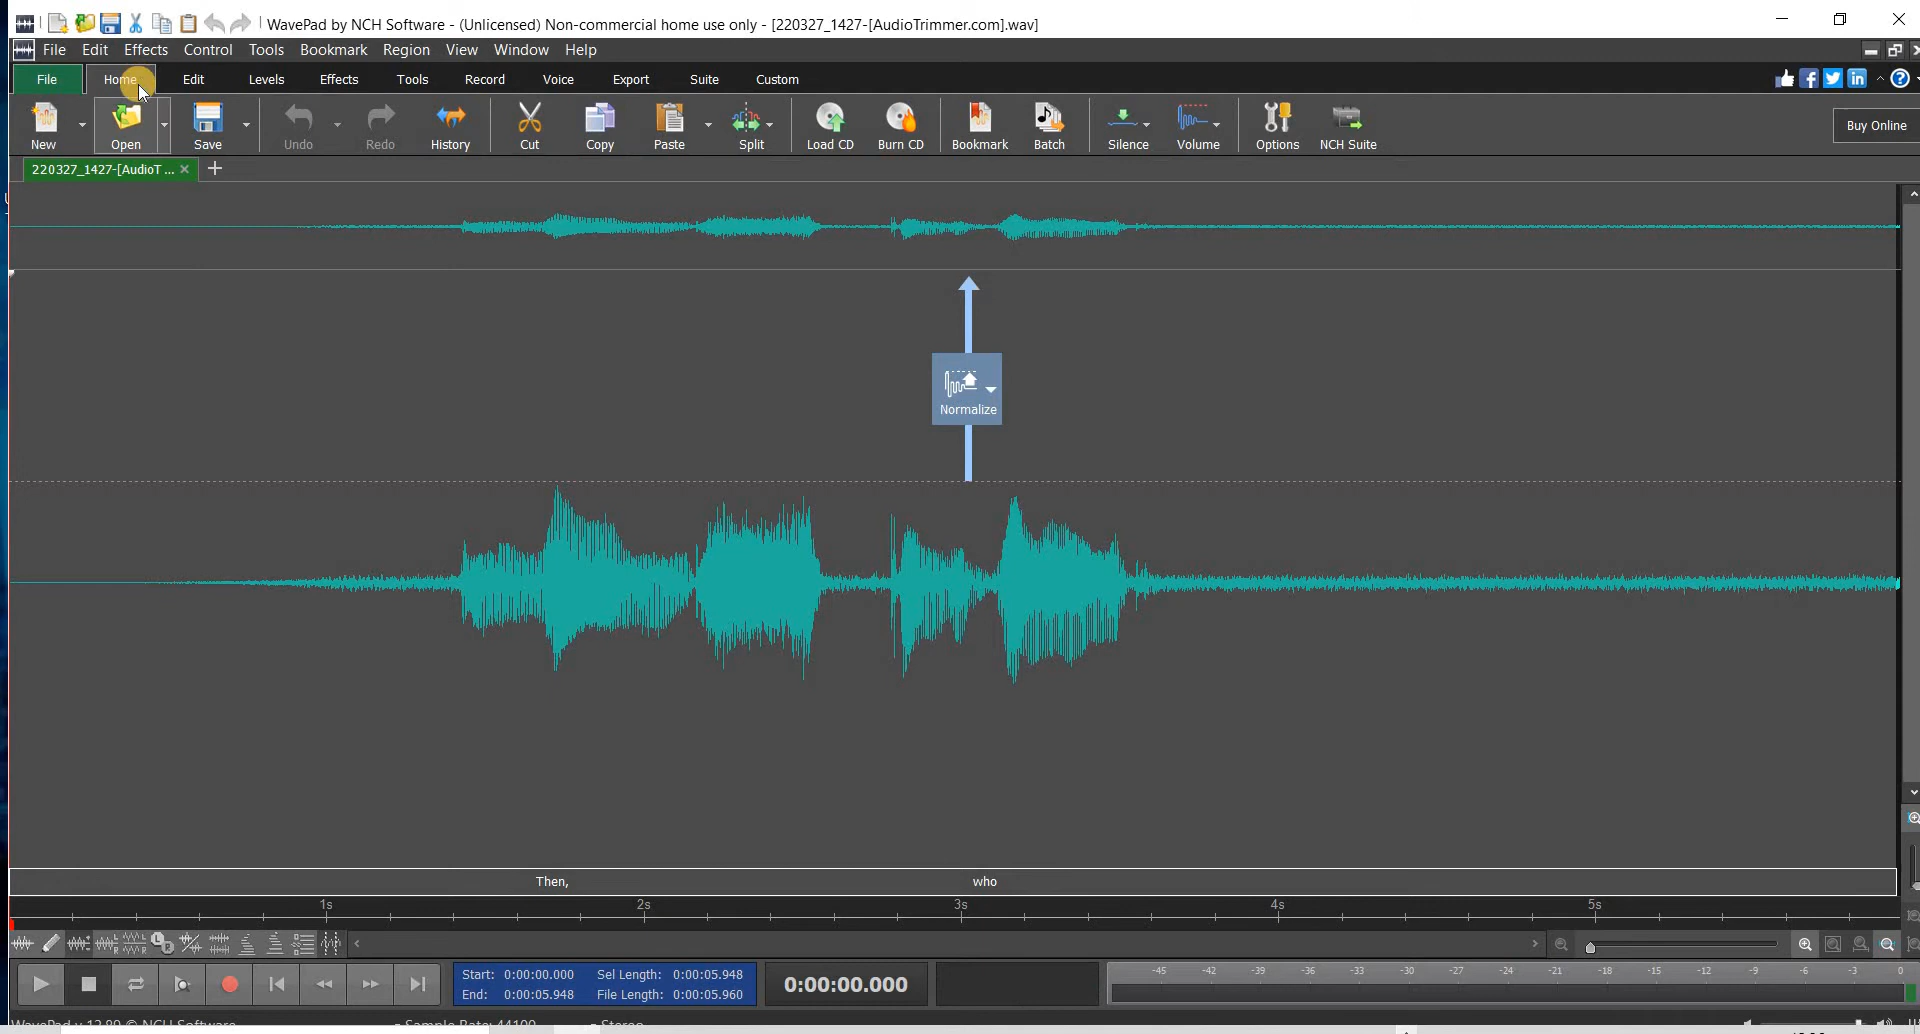 WavePad by NCH Software - (Unlicensed) Non-commercial home use only - [220327_1427-[AudioTrimmer.com].wav]
File Edit Effects Control Tools Bookmark Region View Window Help
File Home Edit Levels Effects Tools Record Voice Export Suite Custom
New Open Save Undo Redo History Cut Copy Paste Split Load CD Burn CD Bookmark Batch Silence Volume Options NCH Suite Buy Online
220327_1427-[AudioT ...
Normalize
Then, who
1s 2s 3s 4s 5s
Start: 0:00:00.000 Sel Length: 0:00:05.948
End: 0:00:05.948 File Length: 0:00:05.960
0:00:00.000
-45 -42 -39 -36 -33 -30 -27 -24 -21 -18 -15 -12 -9 -6 -3 0
WavePad v 12.99 © NCH Software Sample Rate: 44100 Stereo